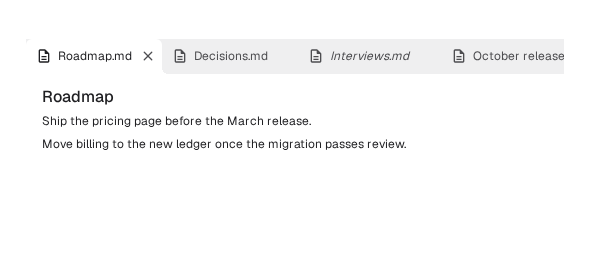 Roadmap.md Decisions.md Interviews.md October release
Roadmap
Ship the pricing page before the March release.
Move billing to the new ledger once the migration passes review.